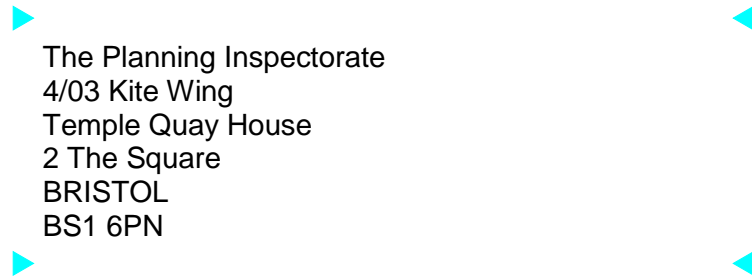 The Planning Inspectorate
4/03 Kite Wing
Temple Quay House
2 The Square
BRISTOL
BS1 6PN